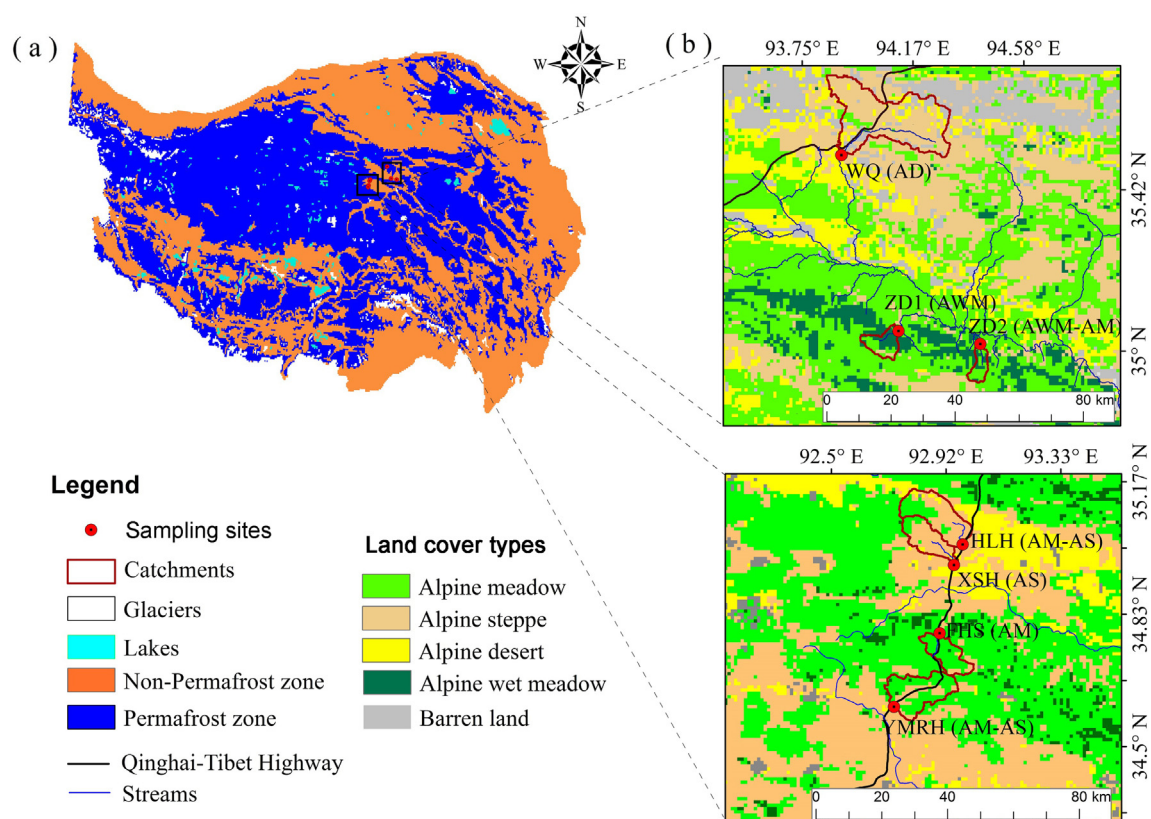 ( a )
N
W E
S
( b )
93.75° E 94.17° E 94.58° E
WQ (AD)
35.42° N
ZD1 (AWM)
ZD2 (AWM-AM)
35° N
0 20 40 80 km
92.5° E 92.92° E 93.33° E
35.17° N
HLH (AM-AS)
XSH (AS)
34.83° N
FHS (AM)
YMRH (AM-AS)
34.5° N
0 20 40 80 km
Legend
Sampling sites
Catchments
Glaciers
Lakes
Non-Permafrost zone
Permafrost zone
Qinghai-Tibet Highway
Streams
Land cover types
Alpine meadow
Alpine steppe
Alpine desert
Alpine wet meadow
Barren land